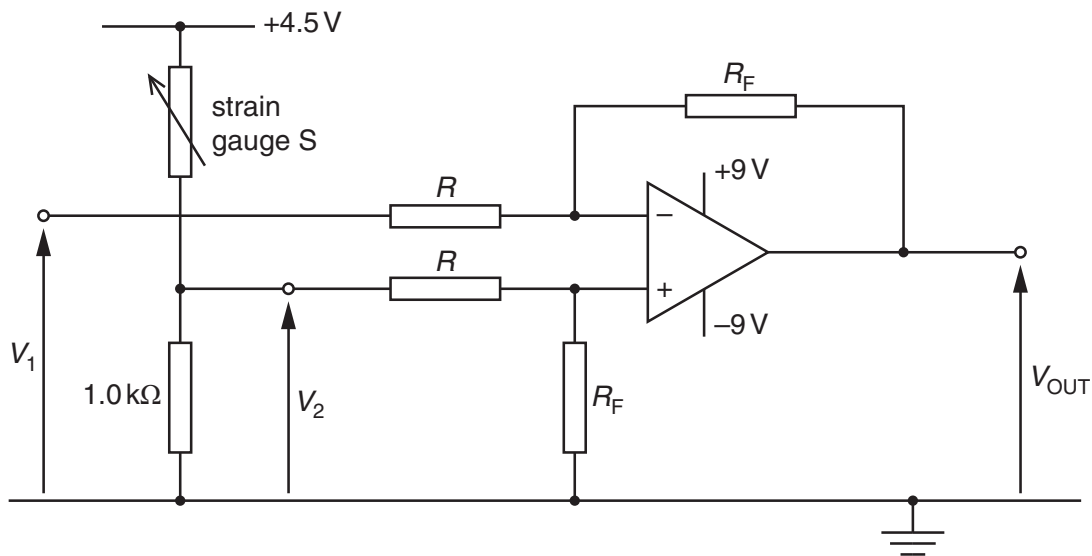 +4.5 V
strain
gauge S
R_F
+9 V
R
−
R
+
−9 V
V_1
1.0 kΩ
V_2
R_F
V_OUT